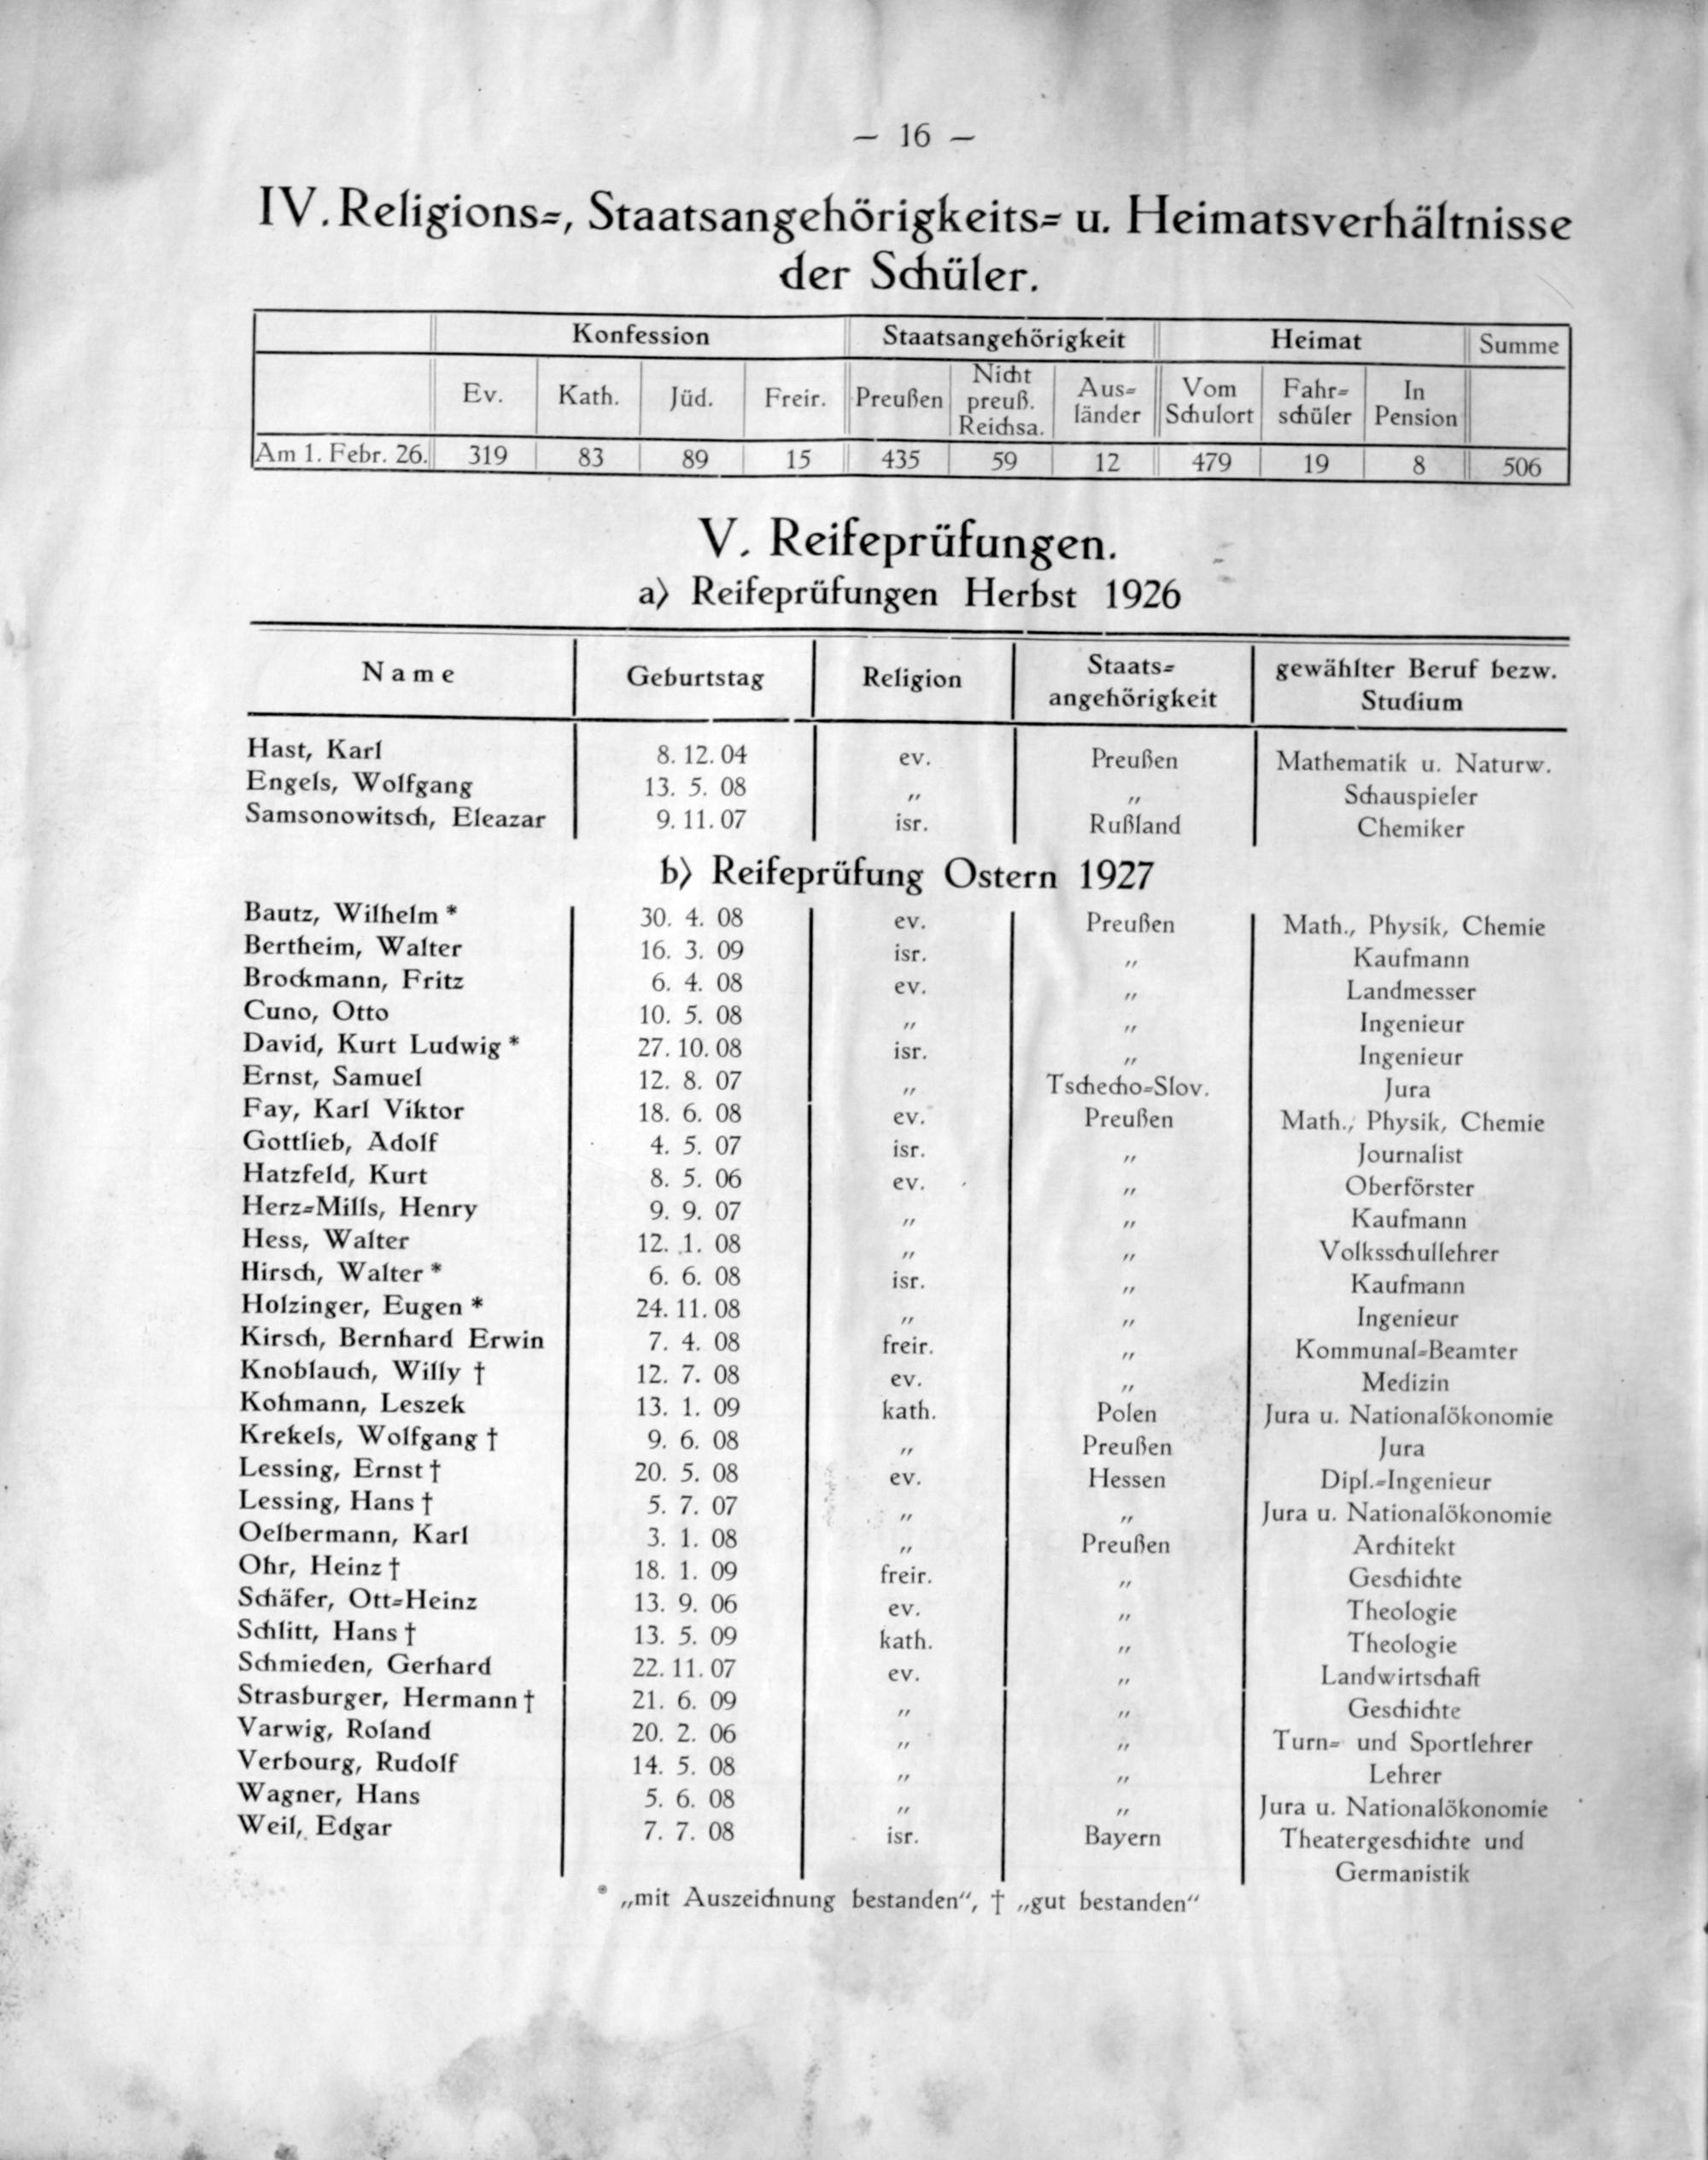 — 16 —
IV. Religions=, Staatsangehörigkeits= u. Heimatsverhältnisse
der Schüler.
Konfession Staatsangehörigkeit Heimat Summe
Ev. Kath. Jüd. Freir. Preußen Nicht preuß. Reichsa. Aus= länder Vom Schulort Fahr= schüler In Pension
Am 1. Febr. 26. 319 83 89 15 435 59 12 479 19 8 506
V. Reifeprüfungen.
a) Reifeprüfungen Herbst 1926
Name Geburtstag Religion Staats= angehörigkeit gewählter Beruf bezw. Studium
Hast, Karl 8. 12. 04 ev. Preußen Mathematik u. Naturw.
Engels, Wolfgang 13. 5. 08 „ „ Schauspieler
Samsonowitsch, Eleazar 9. 11. 07 isr. Rußland Chemiker
b) Reifeprüfung Ostern 1927
Bautz, Wilhelm * 30. 4. 08 ev. Preußen Math., Physik, Chemie
Bertheim, Walter 16. 3. 09 isr. „ Kaufmann
Brockmann, Fritz 6. 4. 08 ev. „ Landmesser
Cuno, Otto 10. 5. 08 „ „ Ingenieur
David, Kurt Ludwig * 27. 10. 08 isr. „ Ingenieur
Ernst, Samuel 12. 8. 07 „ Tschecho=Slov. Jura
Fay, Karl Viktor 18. 6. 08 ev. Preußen Math., Physik, Chemie
Gottlieb, Adolf 4. 5. 07 isr. „ Journalist
Hatzfeld, Kurt 8. 5. 06 ev. „ Oberförster
Herz=Mills, Henry 9. 9. 07 „ „ Kaufmann
Hess, Walter 12. 1. 08 „ „ Volksschullehrer
Hirsch, Walter * 6. 6. 08 isr. „ Kaufmann
Holzinger, Eugen * 24. 11. 08 „ „ Ingenieur
Kirsch, Bernhard Erwin 7. 4. 08 freir. „ Kommunal=Beamter
Knoblauch, Willy † 12. 7. 08 ev. „ Medizin
Kohmann, Leszek 13. 1. 09 kath. Polen Jura u. Nationalökonomie
Krekels, Wolfgang † 9. 6. 08 „ Preußen Jura
Lessing, Ernst † 20. 5. 08 ev. Hessen Dipl.=Ingenieur
Lessing, Hans † 5. 7. 07 „ „ Jura u. Nationalökonomie
Oelbermann, Karl 3. 1. 08 „ Preußen Architekt
Ohr, Heinz † 18. 1. 09 freir. „ Geschichte
Schäfer, Ott=Heinz 13. 9. 06 ev. „ Theologie
Schlitt, Hans † 13. 5. 09 kath. „ Theologie
Schmieden, Gerhard 22. 11. 07 ev. „ Landwirtschaft
Strasburger, Hermann † 21. 6. 09 „ „ Geschichte
Varwig, Roland 20. 2. 06 „ „ Turn= und Sportlehrer
Verbourg, Rudolf 14. 5. 08 „ „ Lehrer
Wagner, Hans 5. 6. 08 „ „ Jura u. Nationalökonomie
Weil, Edgar 7. 7. 08 isr. Bayern Theatergeschichte und
Germanistik
* „mit Auszeichnung bestanden“, † „gut bestanden“